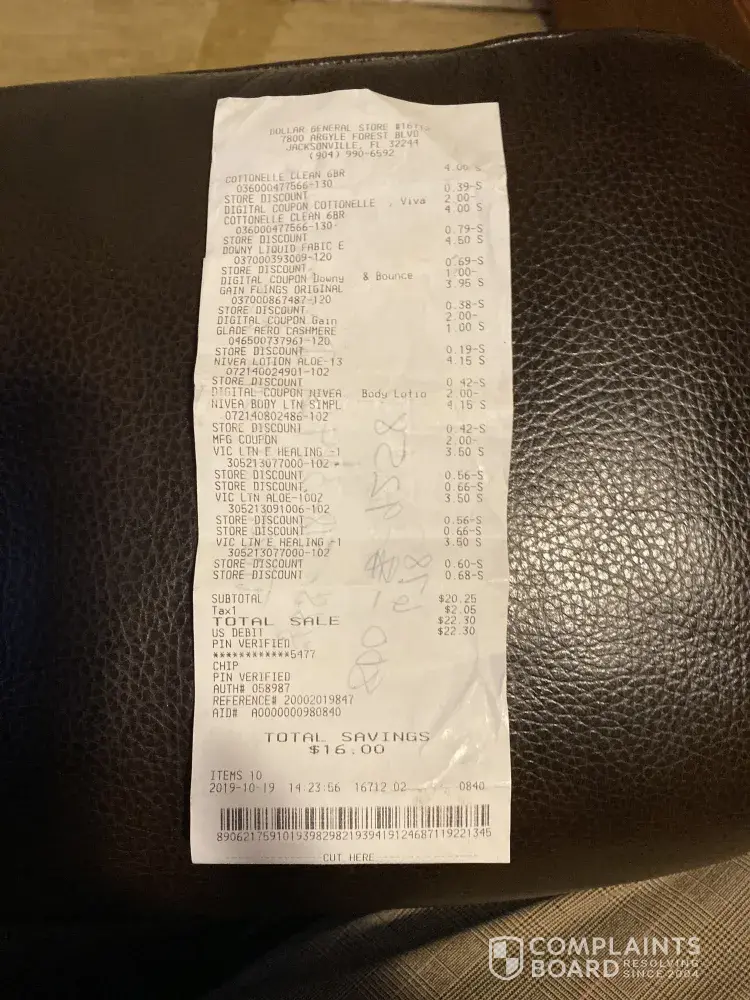 DOLLAR GENERAL STORE
7800 ARGYLE FOREST BLVD
JACKSONVILLE, FL 32244
(904) 990-6592
COTTONELLE CLEAN 6BR 4.00 S
036000477566-130
STORE DISCOUNT 0.39-S
DIGITAL COUPON COTTONELLE , Viva 2.00-
COTTONELLE CLEAN 6BR 4.00 S
036000477566-130
STORE DISCOUNT 0.79-S
DOWNY LIQUID FABIC E 4.50 S
037000393009-120
STORE DISCOUNT 0.69-S
DIGITAL COUPON Downy & Bounce 1.00-
GAIN FLINGS ORIGINAL 3.95 S
037000867487-120
STORE DISCOUNT 0.38-S
DIGITAL COUPON Gain 2.00-
GLADE AERO CASHMERE 1.00 S
046500737961-120
STORE DISCOUNT 0.19-S
NIVEA LOTION ALOE-13 4.15 S
072140024901-102
STORE DISCOUNT 0.42-S
DIGITAL COUPON NIVEA Body Lotio 2.00-
NIVEA BODY LTN SIMPL 4.15 S
072140802486-102
STORE DISCOUNT 0.42-S
MFG COUPON 2.00-
VIC LTN E HEALING -1 3.50 S
305213077000-102
STORE DISCOUNT 0.56-S
STORE DISCOUNT 0.66-S
VIC LTN ALOE-1002 3.50 S
305213091006-102
STORE DISCOUNT 0.56-S
STORE DISCOUNT 0.66-S
VIC LTN E HEALING -1 3.50 S
305213077000-102
STORE DISCOUNT 0.60-S
STORE DISCOUNT 0.68-S
SUBTOTAL $20.25
Tax1 $2.05
TOTAL SALE $22.30
US DEBIT $22.30
PIN VERIFIED
************5477
CHIP
PIN VERIFIED
AUTH# 058987
REFERENCE# 20002019847
AID# A0000000980840
TOTAL SAVINGS
$16.00
ITEMS 10
2019-10-19 14:23:56 16712 02 0840
8906217591019398298219394191246871192213​45
CUT HERE
COMPLAINTS
BOARD RESOLVING
SINCE 2004